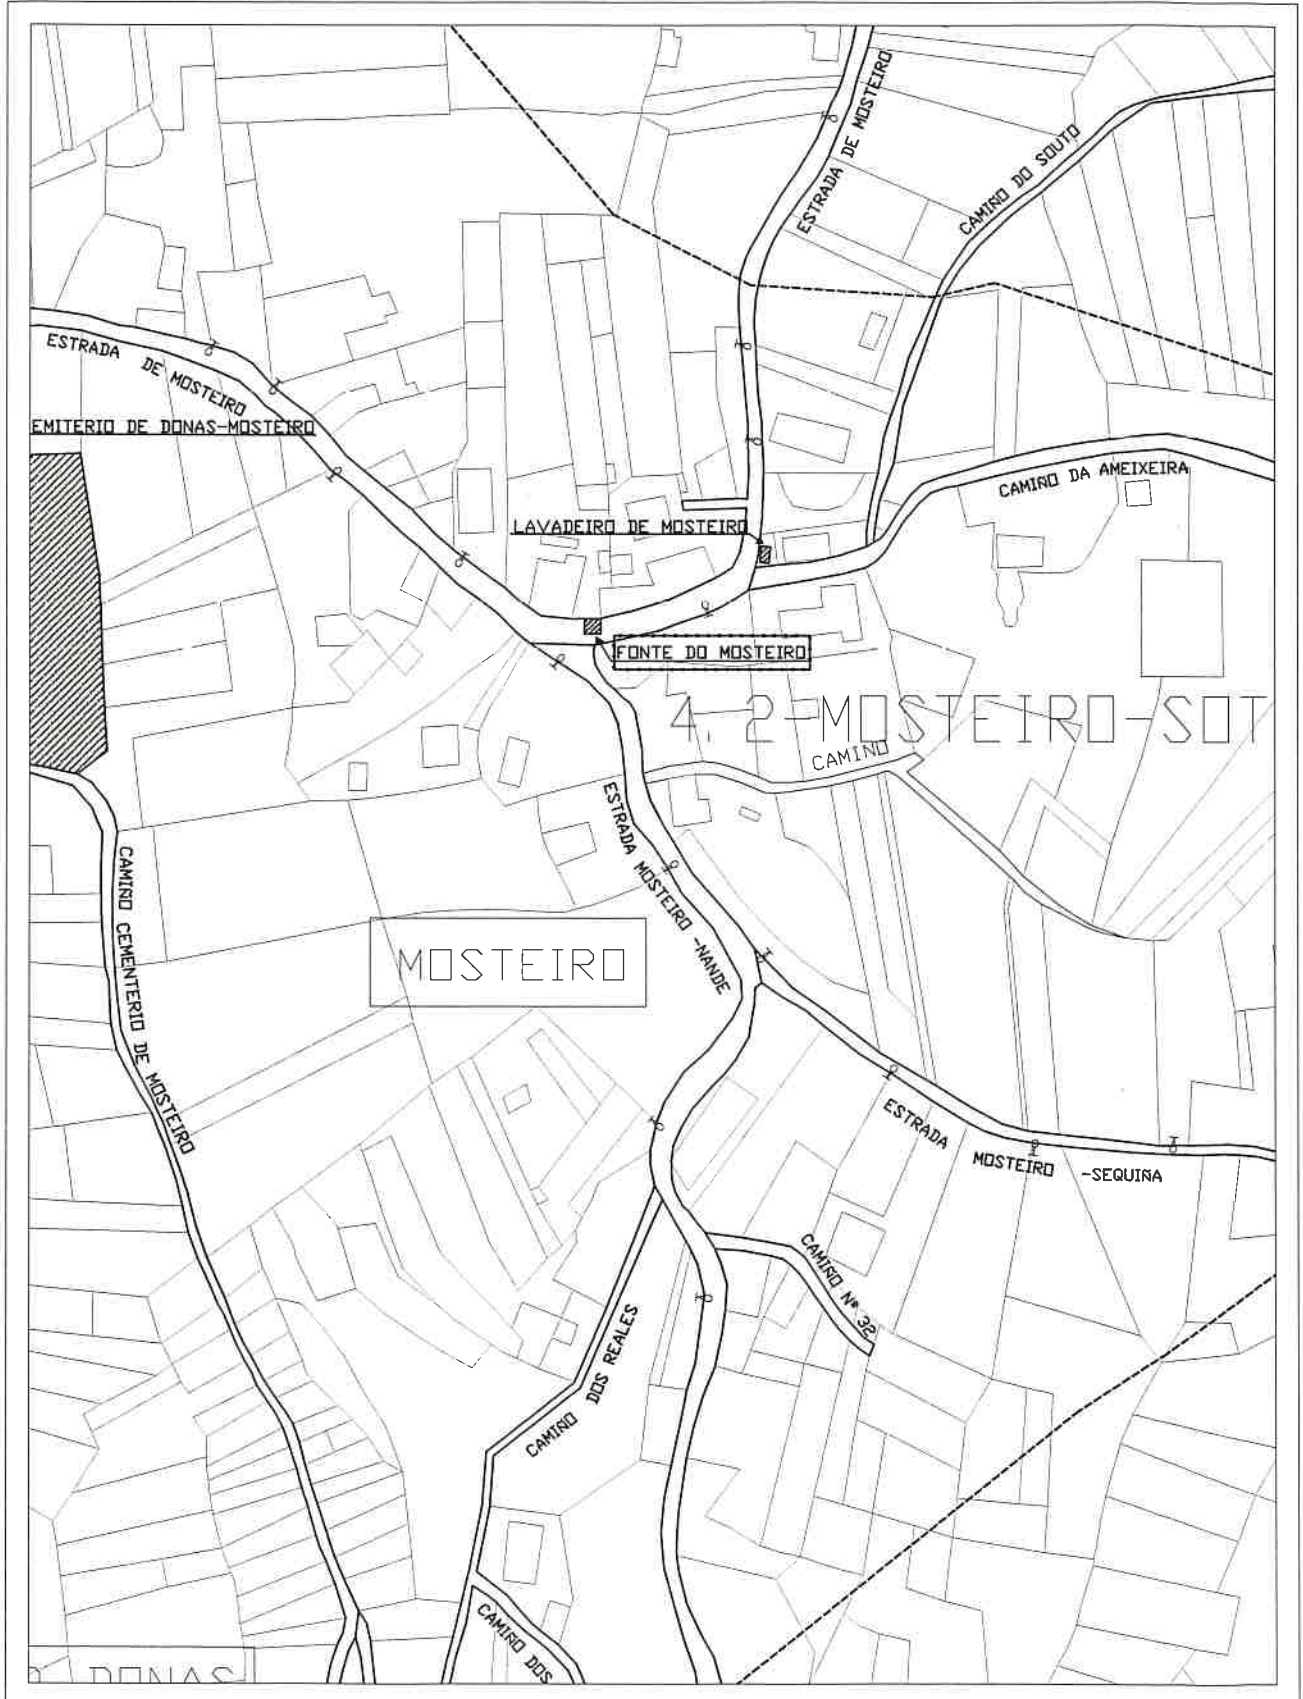 ESTRADA DE MOSTEIRO
CAMIÑO DO SOUTO
ESTRADA DE MOSTEIRO
EMITERIO DE DONAS-MOSTEIRO
CAMIÑO DA AMEIXEIRA
LAVADEIRO DE MOSTEIRO
FONTE DO MOSTEIRO
4. 2-MOSTEIRO-SOT
CAMIÑO
ESTRADA MOSTEIRO -NANDE
CAMIÑO CEMENTERIO DE MOSTEIRO
MOSTEIRO
ESTRADA MOSTEIRO -SEQUIÑA
CAMIÑO Nº 32
CAMIÑO DOS REALES
CAMIÑO DOS
DONAS